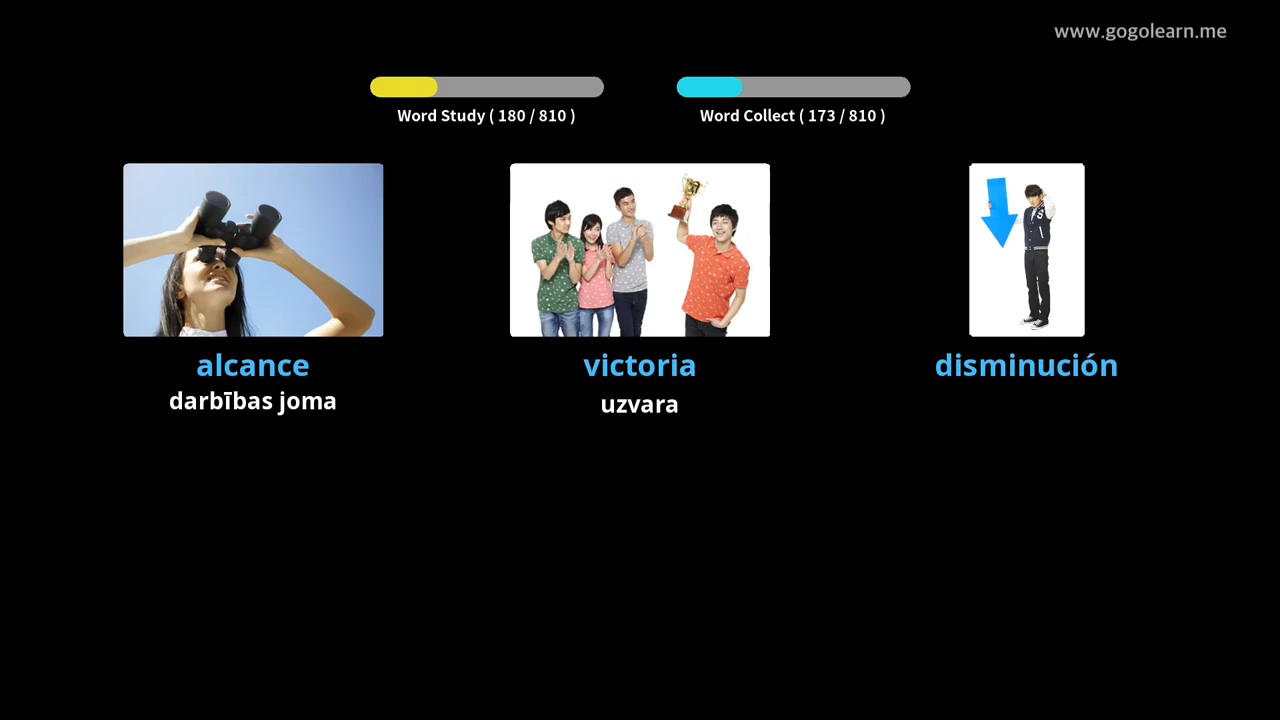 www.gogolearn.me
Word Study ( 180 / 810 )
Word Collect ( 173 / 810 )
alcance
darbības joma
victoria
uzvara
disminución
S